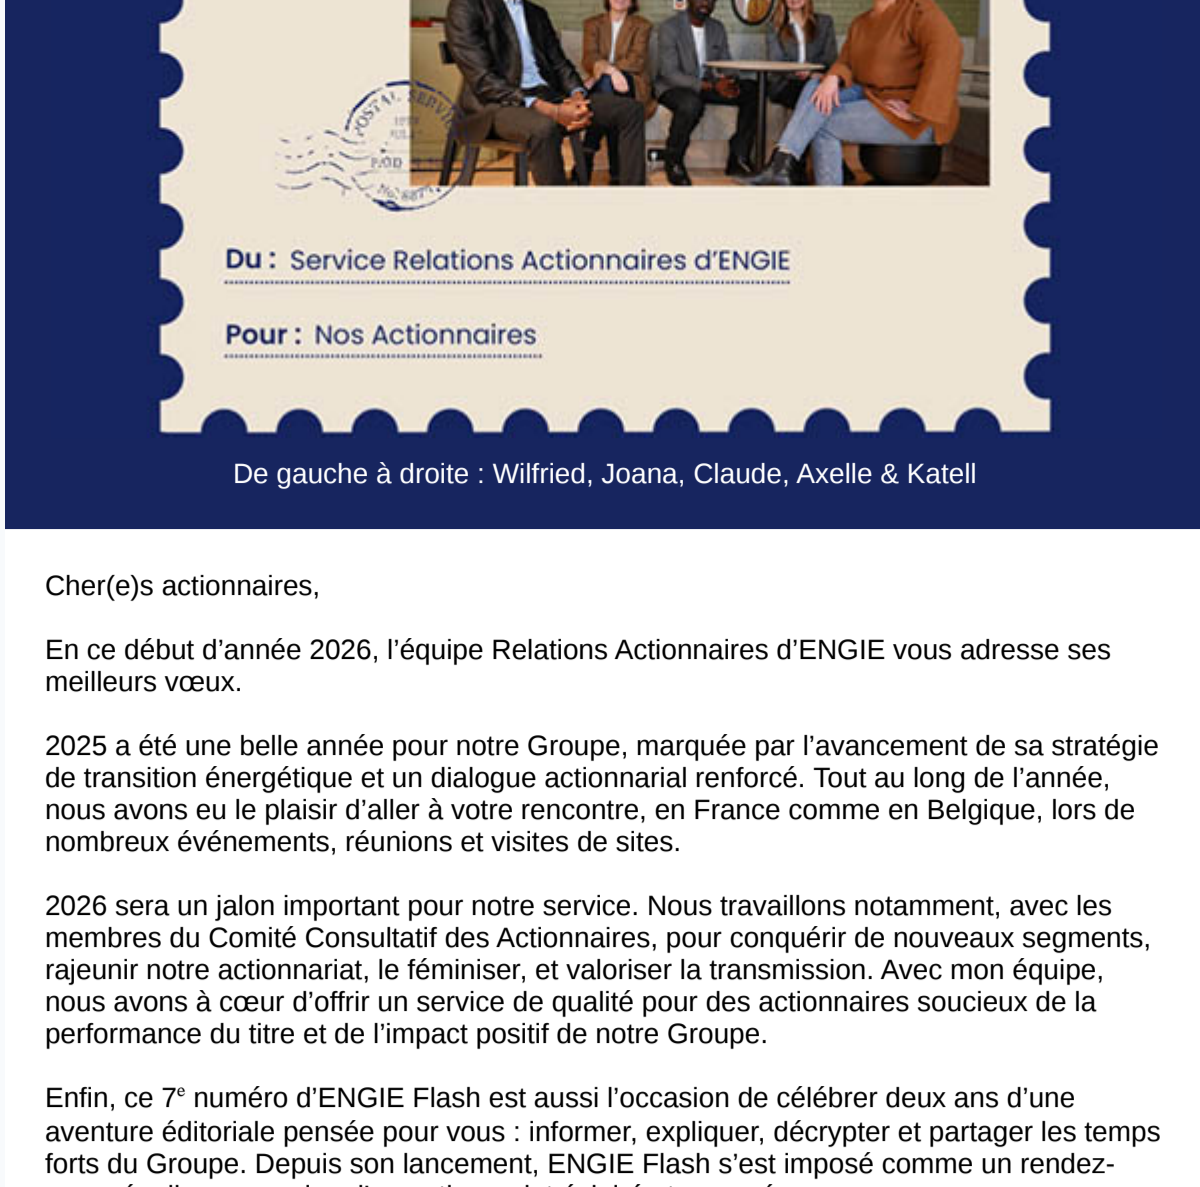 POSTAL SERVICE
No. 887
Du : Service Relations Actionnaires d’ENGIE
Pour : Nos Actionnaires
De gauche à droite : Wilfried, Joana, Claude, Axelle & Katell
Cher(e)s actionnaires,
En ce début d’année 2026, l’équipe Relations Actionnaires d’ENGIE vous adresse ses
meilleurs vœux.
2025 a été une belle année pour notre Groupe, marquée par l’avancement de sa stratégie
de transition énergétique et un dialogue actionnarial renforcé. Tout au long de l’année,
nous avons eu le plaisir d’aller à votre rencontre, en France comme en Belgique, lors de
nombreux événements, réunions et visites de sites.
2026 sera un jalon important pour notre service. Nous travaillons notamment, avec les
membres du Comité Consultatif des Actionnaires, pour conquérir de nouveaux segments,
rajeunir notre actionnariat, le féminiser, et valoriser la transmission. Avec mon équipe,
nous avons à cœur d’offrir un service de qualité pour des actionnaires soucieux de la
performance du titre et de l’impact positif de notre Groupe.
Enfin, ce 7e numéro d’ENGIE Flash est aussi l’occasion de célébrer deux ans d’une
aventure éditoriale pensée pour vous : informer, expliquer, décrypter et partager les temps
forts du Groupe. Depuis son lancement, ENGIE Flash s’est imposé comme un rendez-